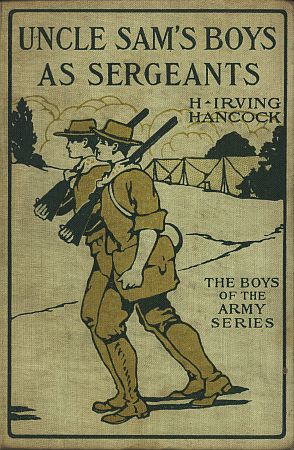 UNCLE SAM'S BOYS
AS SERGEANTS
H-IRVING
HANCOCK
THE BOYS
OF THE
ARMY
SERIES